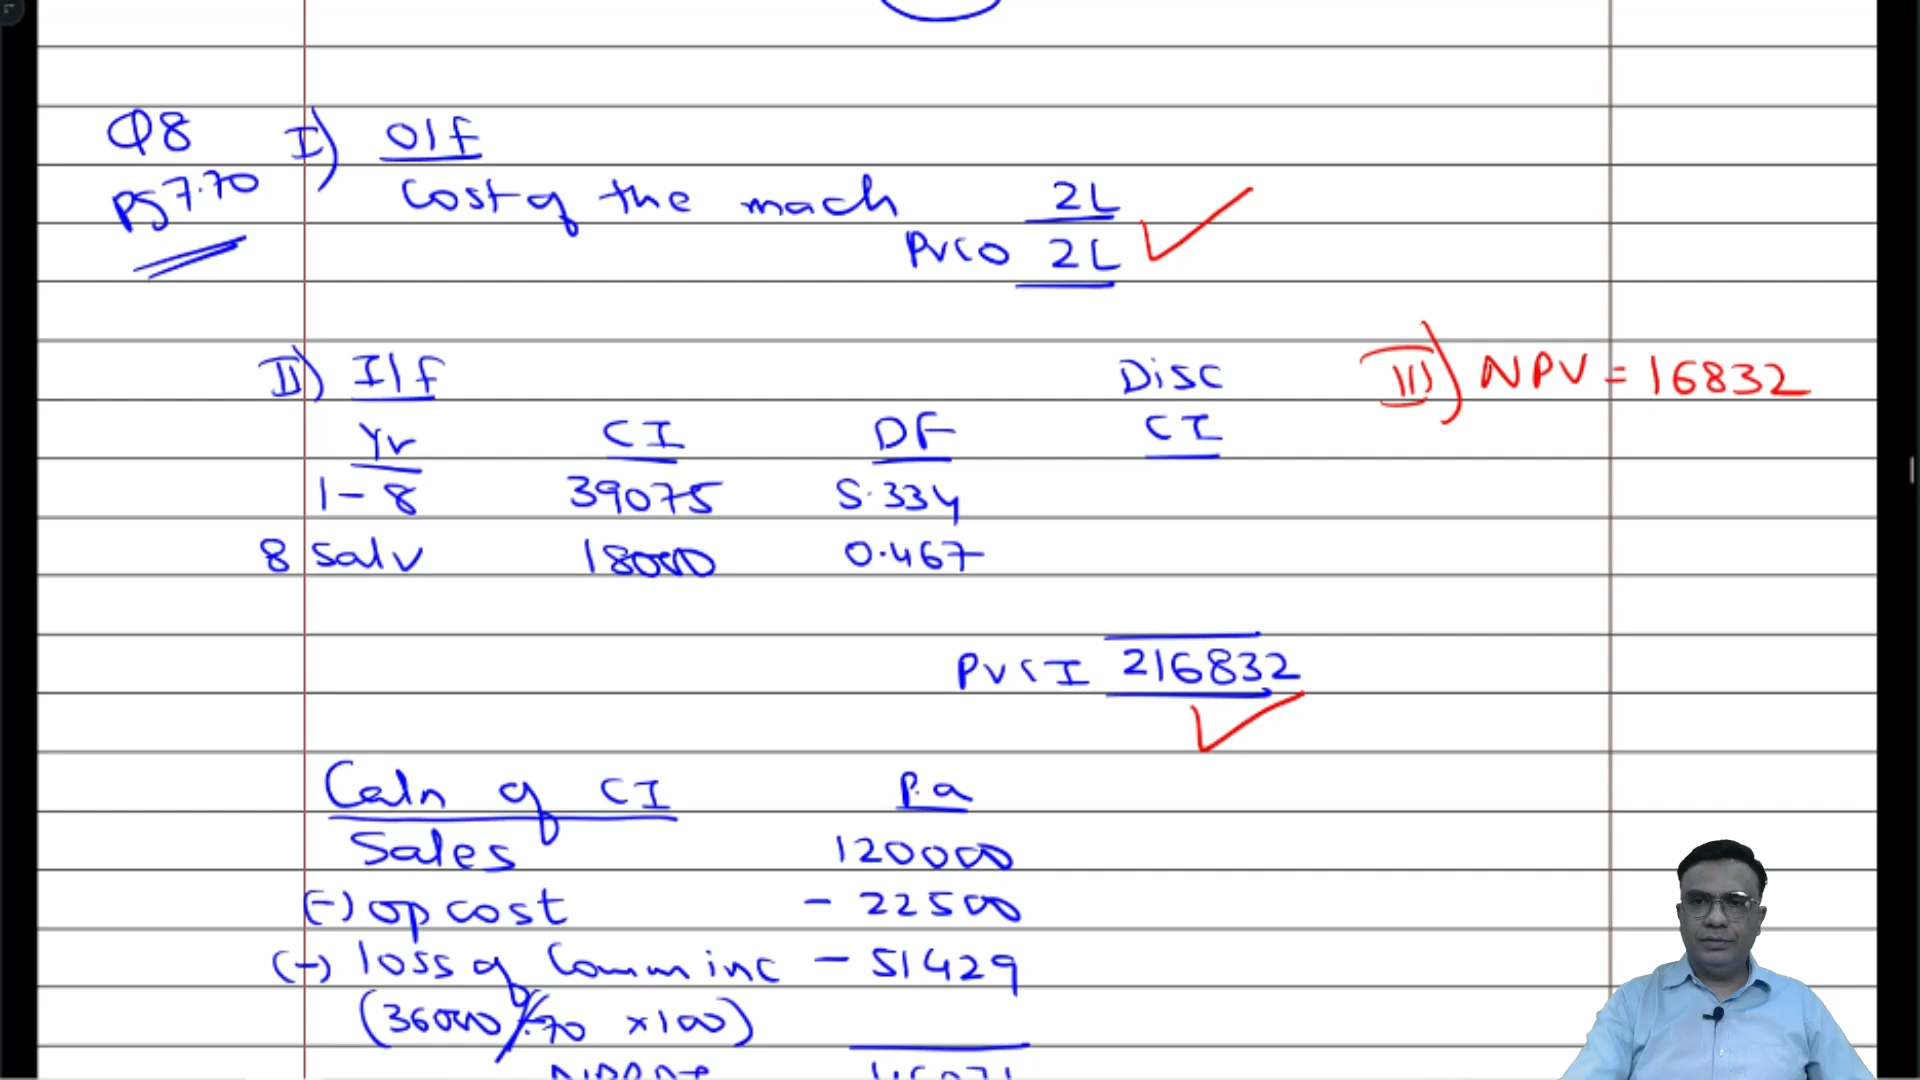 Q8 I) O/f
Pg 7.70 Cost of the mach 2L
PVCO 2L
II) I/f Disc III) NPV = 16832
Yr CI DF CI
1-8 39075 5.334
8 Salv 18000 0.467
PVCI 216832
Caln of CI P.a
Sales 120000
(-) op cost - 22500
(-) loss of Comm inc - 51429
(36000/70 x100)